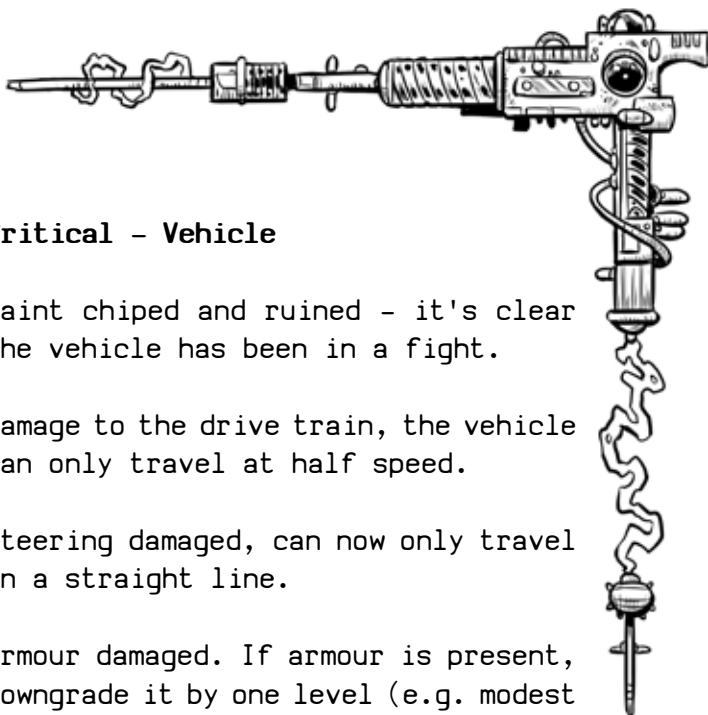 ritical – Vehicle
aint chiped and ruined – it's clear
he vehicle has been in a fight.
amage to the drive train, the vehicle
an only travel at half speed.
teering damaged, can now only travel
n a straight line.
rmour damaged. If armour is present,
owngrade it by one level (e.g. modest